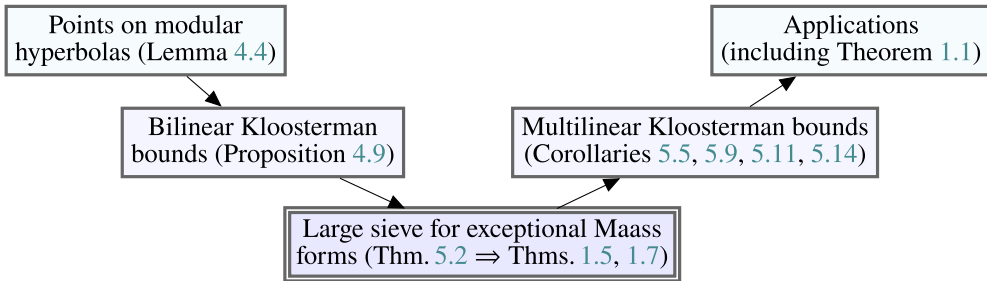 Points on modular
hyperbolas (Lemma 4.4)
Applications
(including Theorem 1.1)
Bilinear Kloosterman
bounds (Proposition 4.9)
Multilinear Kloosterman bounds
(Corollaries 5.5, 5.9, 5.11, 5.14)
Large sieve for exceptional Maass
forms (Thm. 5.2 ⇒ Thms. 1.5, 1.7)